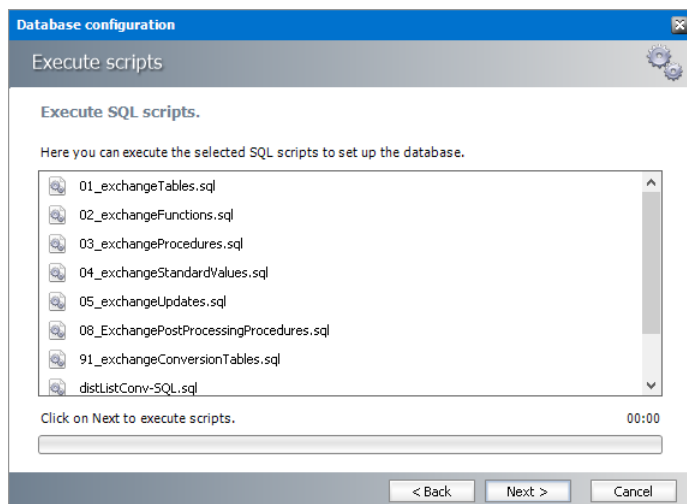 Database configuration
Execute scripts
Execute SQL scripts.
Here you can execute the selected SQL scripts to set up the database.
01_exchangeTables.sql
02_exchangeFunctions.sql
03_exchangeProcedures.sql
04_exchangeStandardValues.sql
05_exchangeUpdates.sql
08_ExchangePostProcessingProcedures.sql
91_exchangeConversionTables.sql
distListConv-SQL.sql
Click on Next to execute scripts. 00:00
< Back Next > Cancel